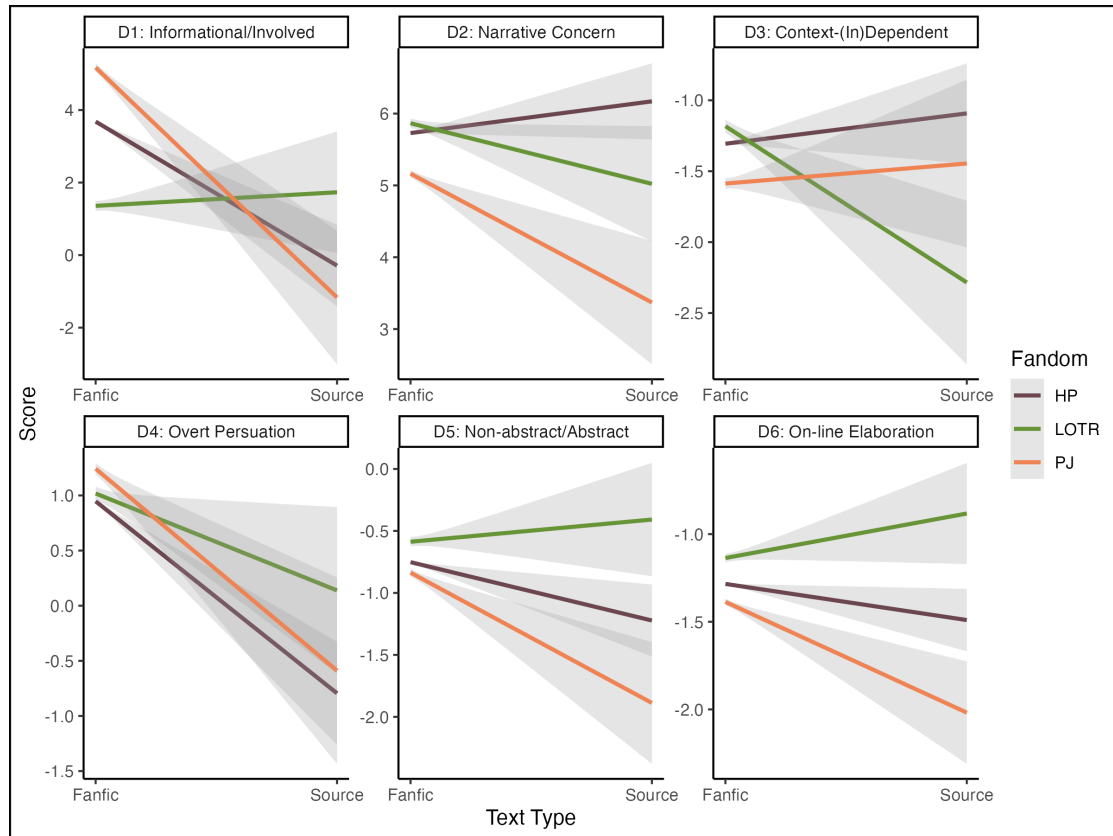 D1: Informational/Involved
D2: Narrative Concern
D3: Context-(In)Dependent
4
2
0
-2
6
5
4
3
-1.0
-1.5
-2.0
-2.5
Fanfic
Source
Fanfic
Source
Fanfic
Source
D4: Overt Persuation
D5: Non-abstract/Abstract
D6: On-line Elaboration
1.0
0.5
0.0
-0.5
-1.0
-1.5
0.0
-0.5
-1.0
-1.5
-2.0
-1.0
-1.5
-2.0
Fanfic
Source
Fanfic
Source
Fanfic
Source
Score
Text Type
Fandom
HP
LOTR
PJ